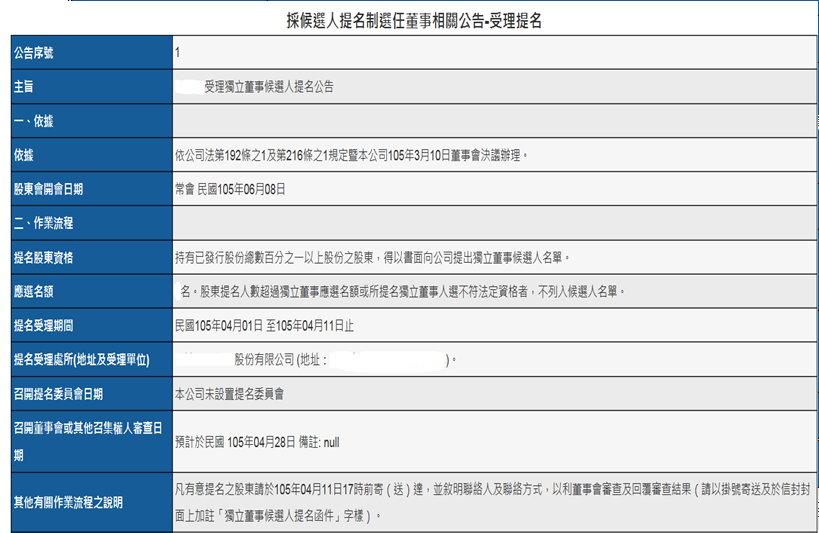 採候選人提名制選任董事相關公告-受理提名
公告序號 1
主旨 受理獨立董事候選人提名公告
一、依據
依據 依公司法第192條之1及第216條之1規定暨本公司105年3月10日董事會決議辦理。
股東會開會日期 常會 民國105年06月08日
二、作業流程
提名股東資格 持有已發行股份總數百分之一以上股份之股東，得以書面向公司提出獨立董事候選人名單。
應選名額 名。股東提名人數超過獨立董事應選名額或所提名獨立董事人選不符法定資格者，不列入候選人名單。
提名受理期間 民國105年04月01日 至105年04月11日止
提名受理處所(地址及受理單位) 股份有限公司 (地址： )。
召開提名委員會日期 本公司未設置提名委員會
召開董事會或其他召集權人審查日
期
預計於民國 105年04月28日 備註: null
其他有關作業流程之說明
凡有意提名之股東請於105年04月11日17時前寄（送）達，並敘明聯絡人及聯絡方式，以利董事會審查及回覆審查結果（請以掛號寄送及於信封封
面上加註「獨立董事候選人提名函件」字樣）。